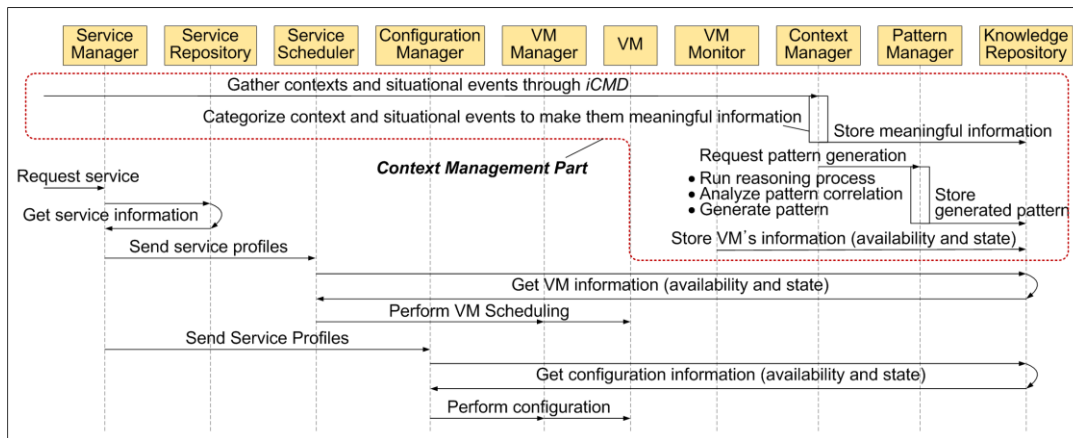 Service Manager
Service Repository
Service Scheduler
Configuration Manager
VM Manager
VM
VM Monitor
Context Manager
Pattern Manager
Knowledge Repository
Gather contexts and situational events through iCMD
Categorize context and situational events to make them meaningful information
Store meaningful information
Context Management Part
Request pattern generation
• Run reasoning process
• Analyze pattern correlation
• Generate pattern
Store
generated pattern
Request service
Get service information
Store VM's information (availability and state)
Send service profiles
Get VM information (availability and state)
Perform VM Scheduling
Send Service Profiles
Get configuration information (availability and state)
Perform configuration